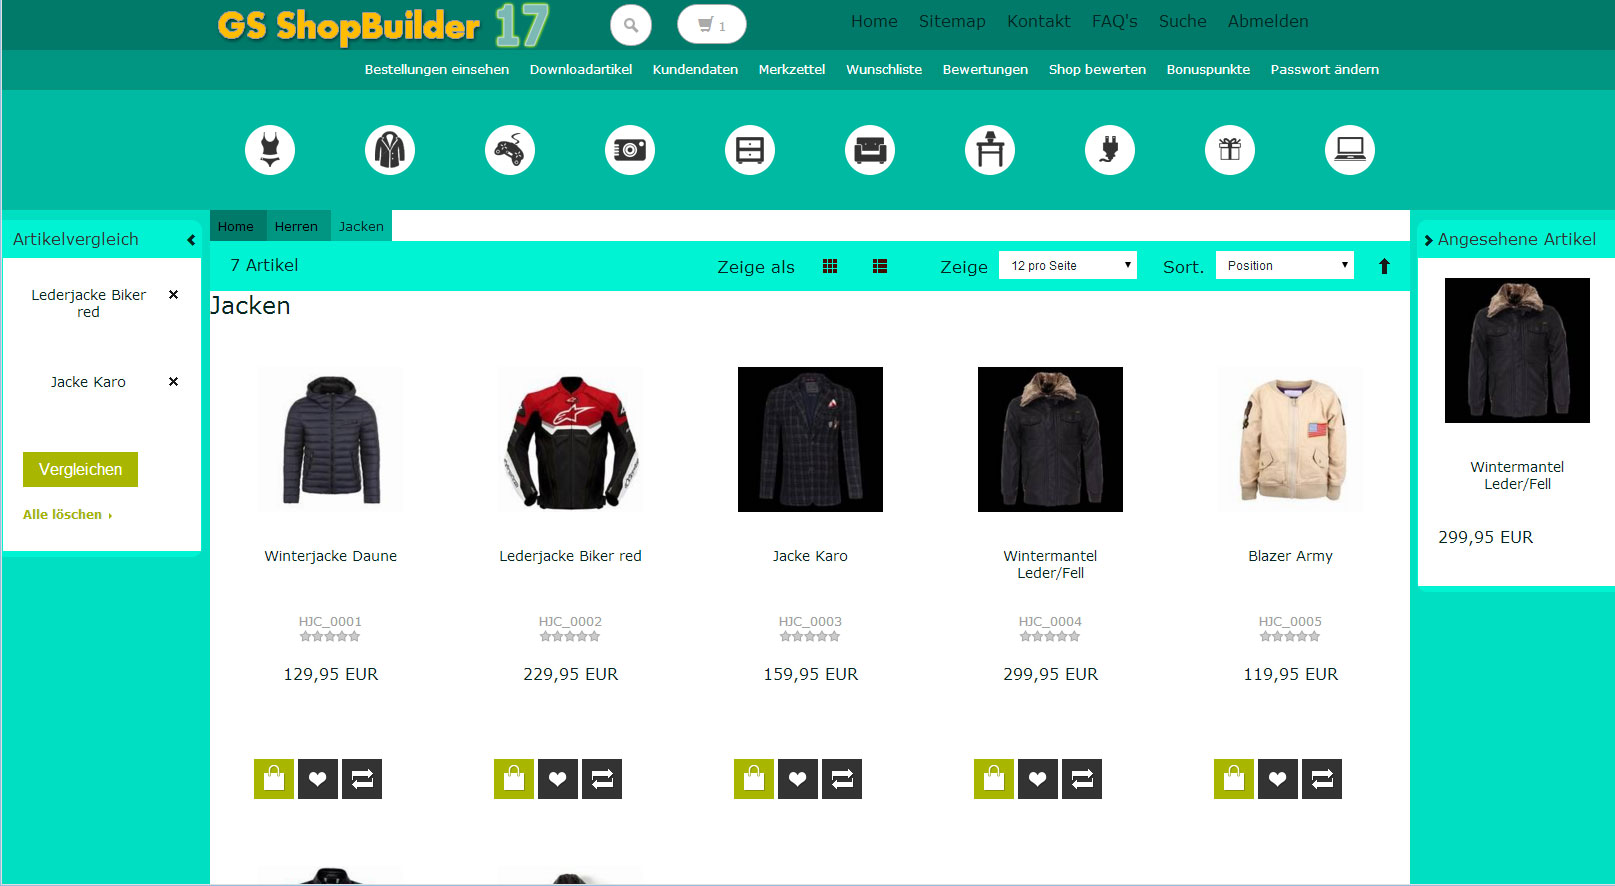 GS ShopBuilder 17
1
Home Sitemap Kontakt FAQ's Suche Abmelden
Bestellungen einsehen Downloadartikel Kundendaten Merkzettel Wunschliste Bewertungen Shop bewerten Bonuspunkte Passwort ändern
Home Herren Jacken
Artikelvergleich
Lederjacke Biker
red
Jacke Karo
Vergleichen
Alle löschen
7 Artikel Zeige als Zeige 12 pro Seite Sort. Position
Jacken
Winterjacke Daune
HJC_0001
129,95 EUR
Lederjacke Biker red
HJC_0002
229,95 EUR
Jacke Karo
HJC_0003
159,95 EUR
Wintermantel
Leder/Fell
HJC_0004
299,95 EUR
Blazer Army
HJC_0005
119,95 EUR
Angesehene Artikel
Wintermantel
Leder/Fell
299,95 EUR